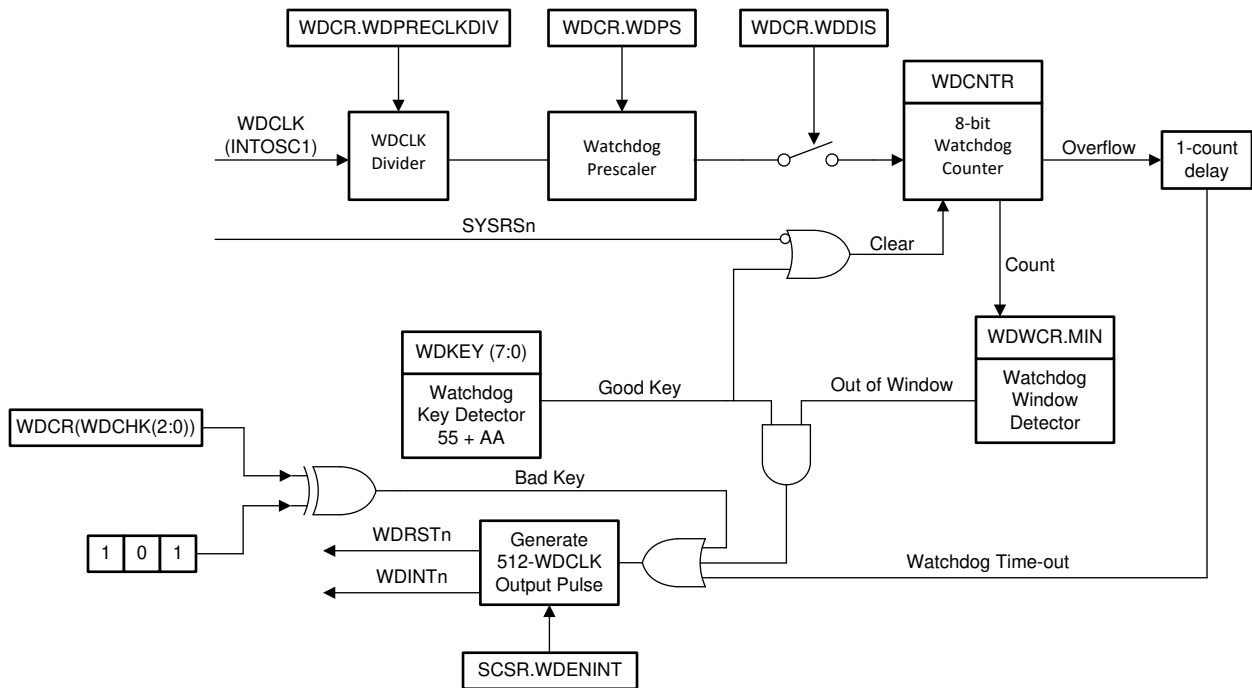 WDCR.WDPRECLKDIV
WDCR.WDPS
WDCR.WDDIS
WDCNTR
WDCLK
(INTOSC1)
WDCLK
Divider
Watchdog
Prescaler
8-bit
Watchdog
Counter
Overflow
1-count
delay
SYSRSn
Clear
Count
WDKEY (7:0)
Watchdog
Key Detector
55 + AA
Good Key
Out of Window
WDWCR.MIN
Watchdog
Window
Detector
WDCR(WDCHK(2:0))
Bad Key
1 0 1
WDRSTn
WDINTn
Generate
512-WDCLK
Output Pulse
Watchdog Time-out
SCSR.WDENINT